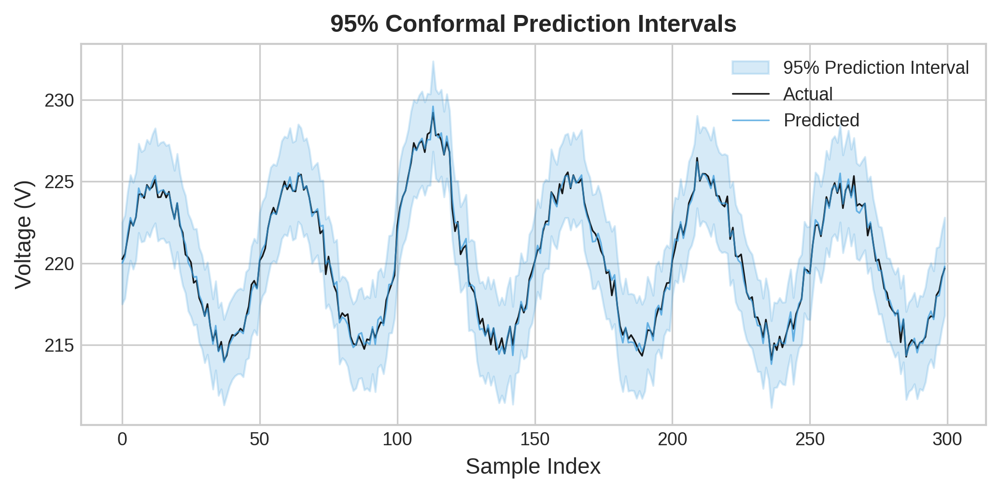 95% Conformal Prediction Intervals
95% Prediction Interval
Actual
Predicted
Voltage (V)
230
225
220
215
0 50 100 150 200 250 300
Sample Index